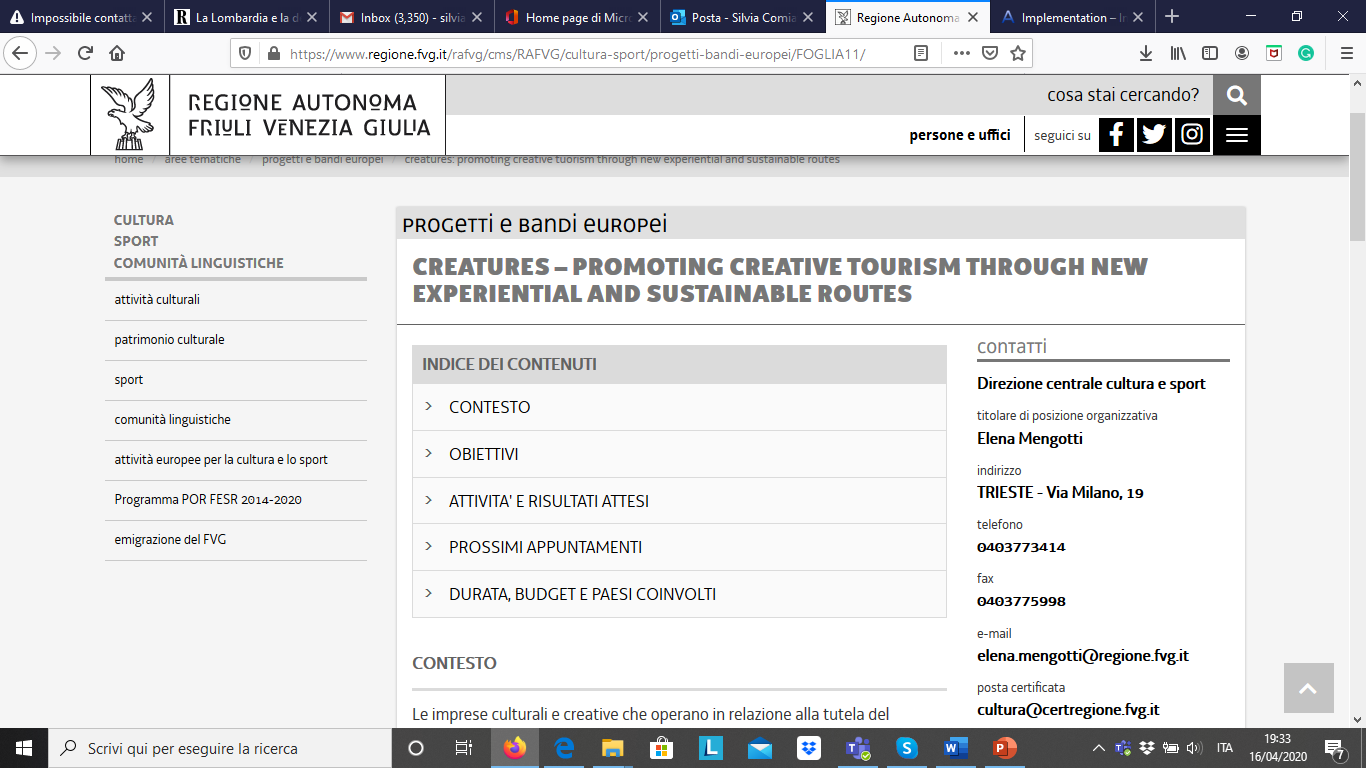 Impossibile contatta
La Lombardia e la d
Inbox (3,350) - silvia
Home page di Micro
Posta - Silvia Comia
Regione Autonoma
Implementation – In
https://www.regione.fvg.it/rafvg/cms/RAFVG/cultura-sport/progetti-bandi-europei/FOGLIA11/
REGIONE AUTONOMA
FRIULI VENEZIA GIULIA
cosa stai cercando?
persone e uffici
seguici su
home / aree tematiche / progetti e bandi europei / creatures: promoting creative tuorism through new experiential and sustainable routes
CULTURA
SPORT
COMUNITÀ LINGUISTICHE
attività culturali
patrimonio culturale
sport
comunità linguistiche
attività europee per la cultura e lo sport
Programma POR FESR 2014-2020
emigrazione del FVG
progetti e bandi europei
CREATURES – PROMOTING CREATIVE TOURISM THROUGH NEW
EXPERIENTIAL AND SUSTAINABLE ROUTES
INDICE DEI CONTENUTI
CONTESTO
OBIETTIVI
ATTIVITA' E RISULTATI ATTESI
PROSSIMI APPUNTAMENTI
DURATA, BUDGET E PAESI COINVOLTI
CONTESTO
Le imprese culturali e creative che operano in relazione alla tutela del
contatti
Direzione centrale cultura e sport
titolare di posizione organizzativa
Elena Mengotti
indirizzo
TRIESTE - Via Milano, 19
telefono
0403773414
fax
0403775998
e-mail
elena.mengotti@regione.fvg.it
posta certificata
cultura@certregione.fvg.it
Scrivi qui per eseguire la ricerca
ITA
19:33
16/04/2020
7